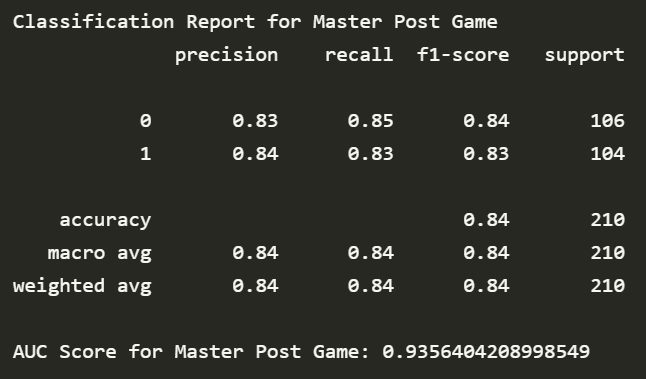 Classification Report for Master Post Game
precision recall f1-score support
0 0.83 0.85 0.84 106
1 0.84 0.83 0.83 104
accuracy 0.84 210
macro avg 0.84 0.84 0.84 210
weighted avg 0.84 0.84 0.84 210
AUC Score for Master Post Game: 0.9356404208998549